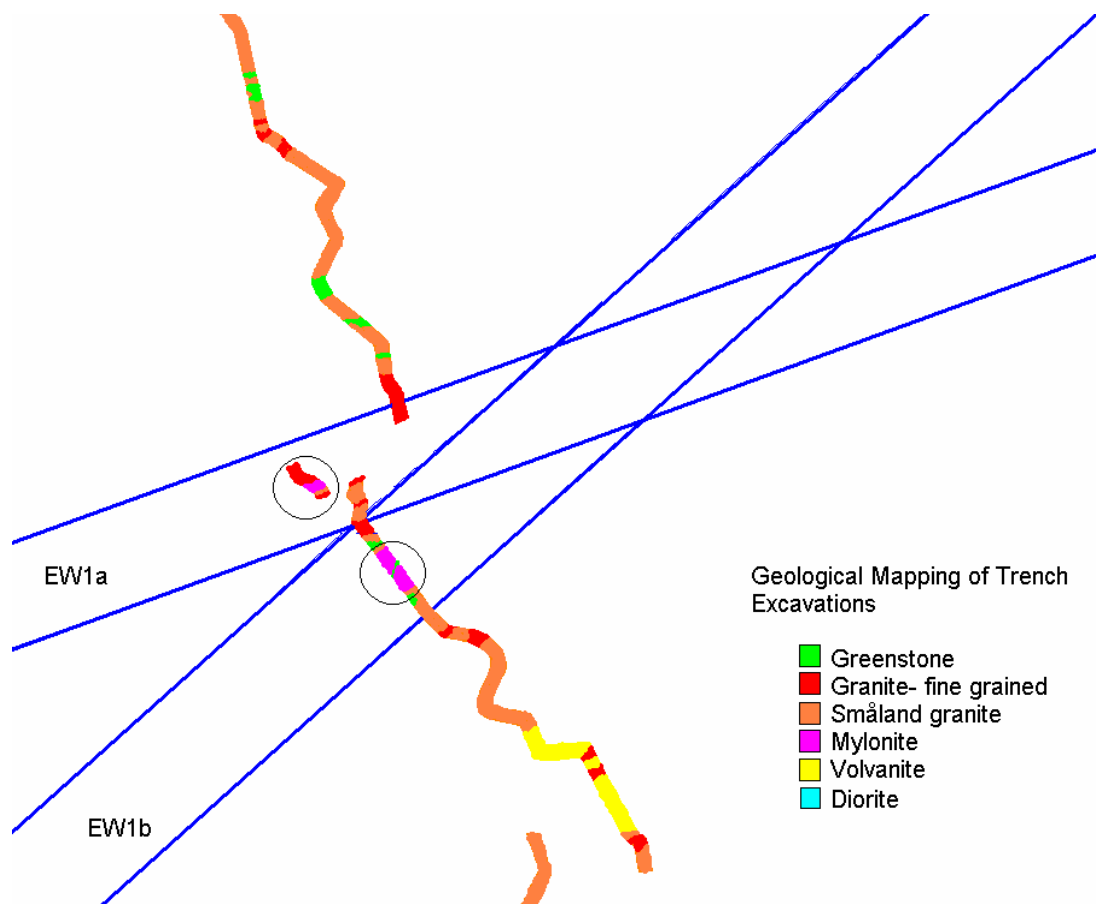 EW1a
EW1b
Geological Mapping of Trench
Excavations
Greenstone
Granite- fine grained
Småland granite
Mylonite
Volvanite
Diorite